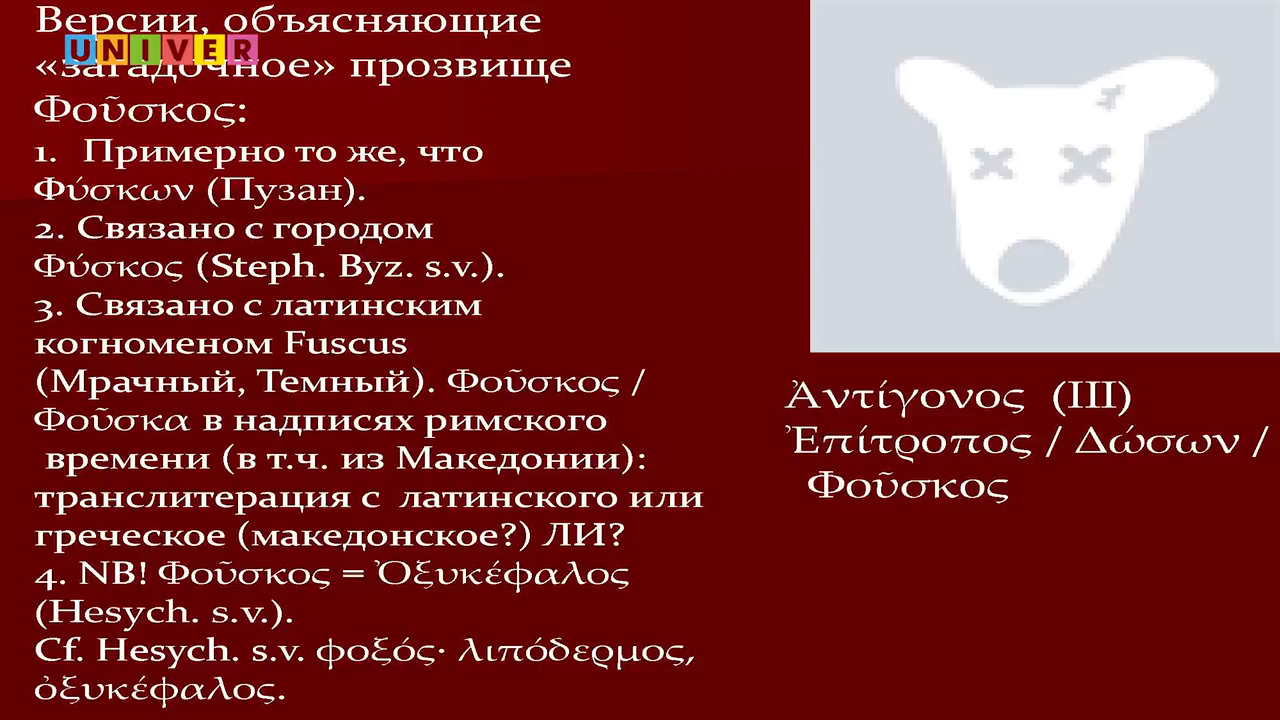 Версии, объясняющие
UNIVER
«загадочное» прозвище
Φοῦσκος:
1. Примерно то же, что
Φύσκων (Пузан).
2. Связано с городом
Φύσκος (Steph. Byz. s.v.).
3. Связано с латинским
когноменом Fuscus
(Мрачный, Темный). Φοῦσκος /
Φοῦσκα в надписях римского
времени (в т.ч. из Македонии):
транслитерация с латинского или
греческое (македонское?) ЛИ?
4. NB! Φοῦσκος = Ὀξυκέφαλος
(Hesych. s.v.).
Cf. Hesych. s.v. φοξός· λιπόδερμος,
ὀξυκέφαλος.
Ἀντίγονος (III)
Ἐπίτροπος / Δώσων /
Φοῦσκος